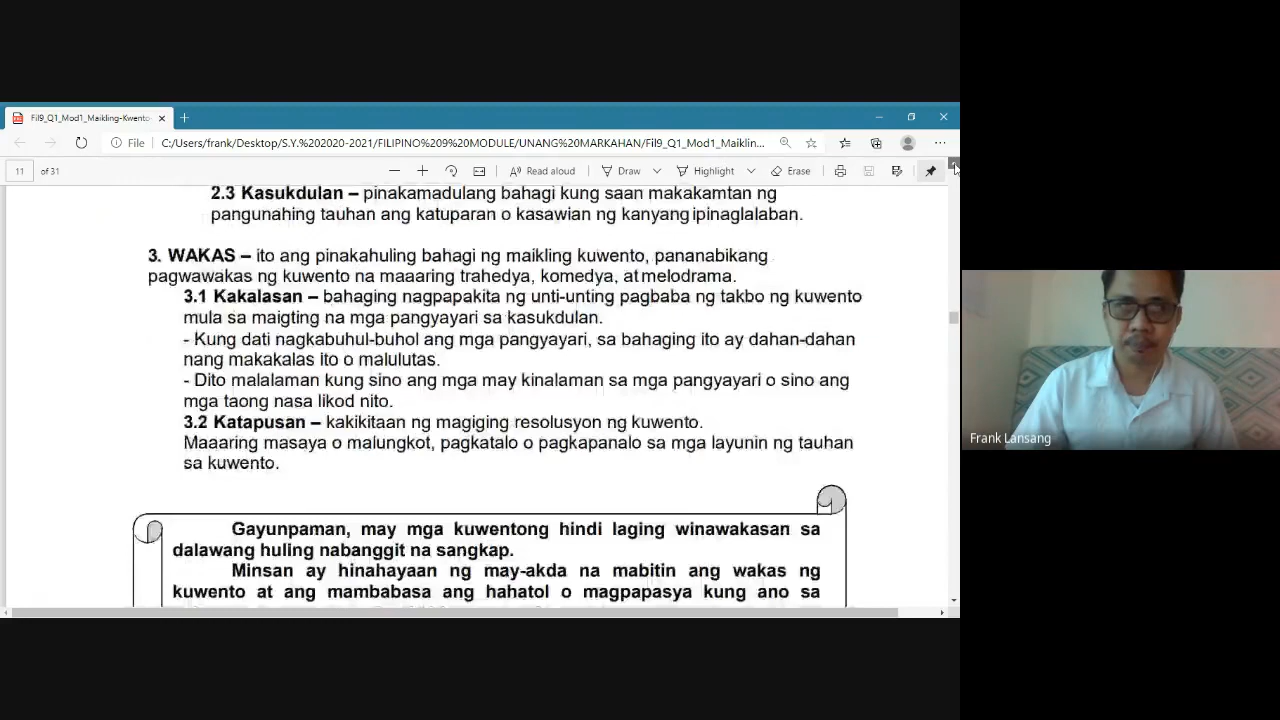 Fil9_Q1_Mod1_Maikling-Kwento
File C:/Users/frank/Desktop/S.Y.%202020-2021/FILIPINO%209%20MODULE/UNANG%20MARKAHAN/Fil9_Q1_Mod1_Maiklin...
11 of 31 Read aloud Draw Highlight Erase
2.3 Kasukdulan – pinakamadulang bahagi kung saan makakamtan ng
pangunahing tauhan ang katuparan o kasawian ng kanyang ipinaglalaban.
3. WAKAS – ito ang pinakahuling bahagi ng maikling kuwento, pananabikang
pagwawakas ng kuwento na maaaring trahedya, komedya, at melodrama.
3.1 Kakalasan – bahaging nagpapakita ng unti-unting pagbaba ng takbo ng kuwento
mula sa maigting na mga pangyayari sa kasukdulan.
- Kung dati nagkabuhul-buhol ang mga pangyayari, sa bahaging ito ay dahan-dahan
nang makakalas ito o malulutas.
- Dito malalaman kung sino ang mga may kinalaman sa mga pangyayari o sino ang
mga taong nasa likod nito.
3.2 Katapusan – kakikitaan ng magiging resolusyon ng kuwento.
Maaaring masaya o malungkot, pagkatalo o pagkapanalo sa mga layunin ng tauhan
sa kuwento.
Gayunpaman, may mga kuwentong hindi laging winawakasan sa
dalawang huling nabanggit na sangkap.
Minsan ay hinahayaan ng may-akda na mabitin ang wakas ng
kuwento at ang mambabasa ang hahatol o magpapasya kung ano sa
Frank Lansang